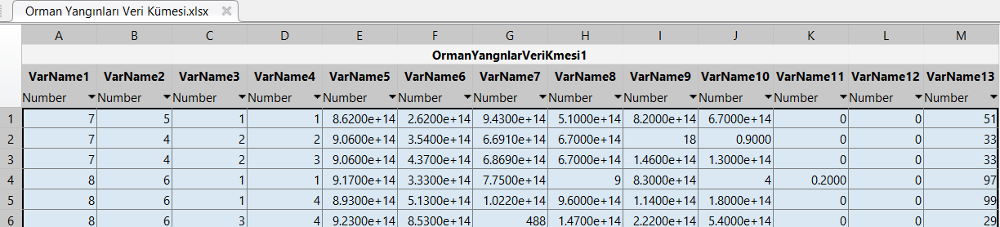 Orman Yangınları Veri Kümesi.xlsx
A B C D E F G H I J K L M
OrmanYangnlarVeriKmesi1
VarName1 VarName2 VarName3 VarName4 VarName5 VarName6 VarName7 VarName8 VarName9 VarName10 VarName11 VarName12 VarName13
Number Number Number Number Number Number Number Number Number Number Number Number Number
1 7 5 1 1 8.6200e+14 2.6200e+14 9.4300e+14 5.1000e+14 8.2000e+14 6.7000e+14 0 0 51
2 7 4 2 2 9.0600e+14 3.5400e+14 6.6910e+14 6.7000e+14 18 0.9000 0 0 33
3 7 4 2 3 9.0600e+14 4.3700e+14 6.8690e+14 6.7000e+14 1.4600e+14 1.3000e+14 0 0 33
4 8 6 1 1 9.1700e+14 3.3300e+14 7.7500e+14 9 8.3000e+14 4 0.2000 0 97
5 8 6 1 4 8.9300e+14 5.1300e+14 1.0220e+14 9.6000e+14 1.1400e+14 1.8000e+14 0 0 99
6 8 6 3 4 9.2300e+14 8.5300e+14 488 1.4700e+14 2.2200e+14 5.4000e+14 0 0 29